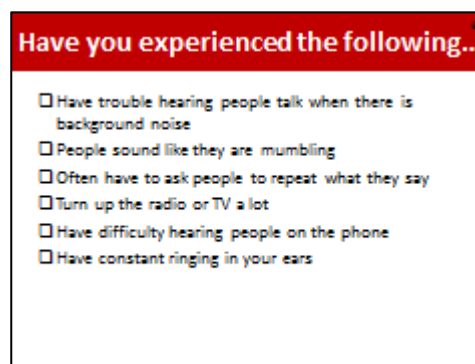 Have you experienced the following..
☐ Have trouble hearing people talk when there is
background noise
☐ People sound like they are mumbling
☐ Often have to ask people to repeat what they say
☐ Turn up the radio or TV a lot
☐ Have difficulty hearing people on the phone
☐ Have constant ringing in your ears